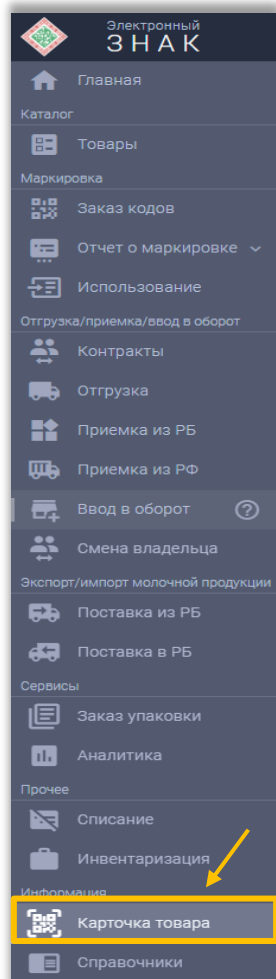 Электронный
ЗНАК
Главная
Каталог
Товары
Маркировка
Заказ кодов
Отчет о маркировке
Использование
Отгрузка/приемка/ввод в оборот
Контракты
Отгрузка
Приемка из РБ
Приемка из РФ
Ввод в оборот ?
Смена владельца
Экспорт/импорт молочной продукции
Поставка из РБ
Поставка в РБ
Сервисы
Заказ упаковки
Аналитика
Прочее
Списание
Инвентаризация
Информация
Карточка товара
Справочники